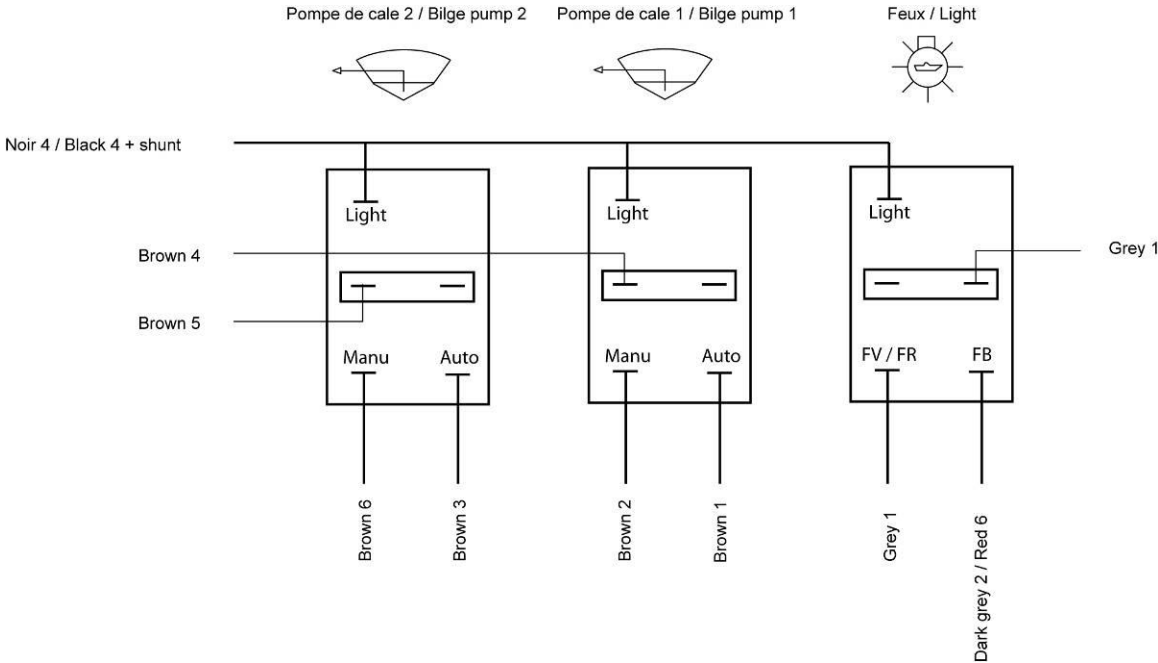 Pompe de cale 2 / Bilge pump 2
Pompe de cale 1 / Bilge pump 1
Feux / Light
Noir 4 / Black 4 + shunt
Light
Light
Light
Brown 4
Grey 1
Brown 5
Manu
Auto
Manu
Auto
FV / FR
FB
Brown 6
Brown 3
Brown 2
Brown 1
Grey 1
Dark grey 2 / Red 6